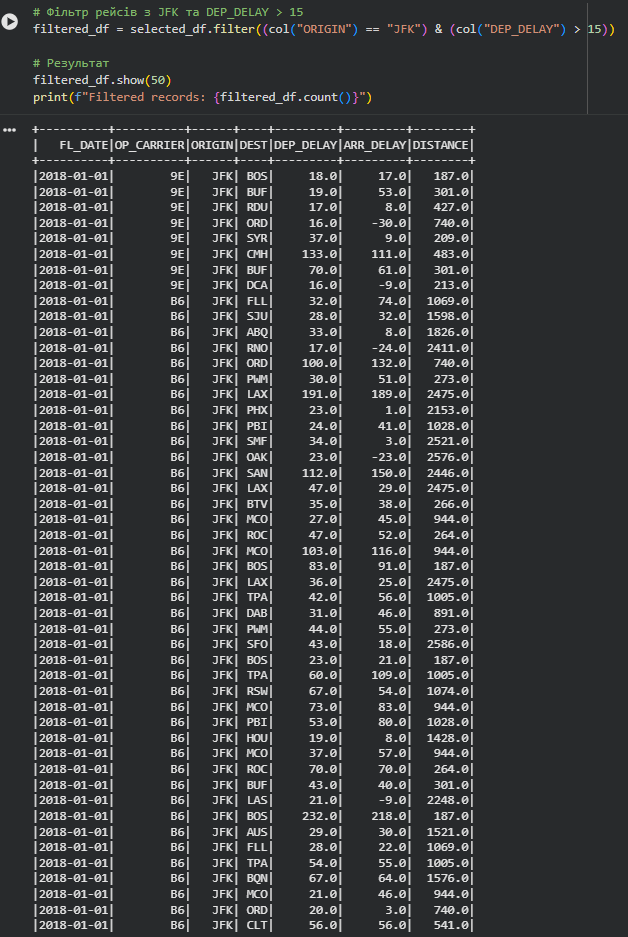 # Фільтр рейсів з JFK та DEP_DELAY > 15
filtered_df = selected_df.filter((col("ORIGIN") == "JFK") & (col("DEP_DELAY") > 15))
# Результат
filtered_df.show(50)
print(f"Filtered records: {filtered_df.count()}")
+----------+----------+------+----+---------+---------+--------+
|   FL_DATE|OP_CARRIER|ORIGIN|DEST|DEP_DELAY|ARR_DELAY|DISTANCE|
+----------+----------+------+----+---------+---------+--------+
|2018-01-01|        9E|   JFK| BOS|     18.0|     17.0|   187.0|
|2018-01-01|        9E|   JFK| BUF|     19.0|     53.0|   301.0|
|2018-01-01|        9E|   JFK| RDU|     17.0|      8.0|   427.0|
|2018-01-01|        9E|   JFK| ORD|     16.0|    -30.0|   740.0|
|2018-01-01|        9E|   JFK| SYR|     37.0|      9.0|   209.0|
|2018-01-01|        9E|   JFK| CMH|    133.0|    111.0|   483.0|
|2018-01-01|        9E|   JFK| BUF|     70.0|     61.0|   301.0|
|2018-01-01|        9E|   JFK| DCA|     16.0|     -9.0|   213.0|
|2018-01-01|        B6|   JFK| FLL|     32.0|     74.0|  1069.0|
|2018-01-01|        B6|   JFK| SJU|     28.0|     32.0|  1598.0|
|2018-01-01|        B6|   JFK| ABQ|     33.0|      8.0|  1826.0|
|2018-01-01|        B6|   JFK| RNO|     17.0|    -24.0|  2411.0|
|2018-01-01|        B6|   JFK| ORD|    100.0|    132.0|   740.0|
|2018-01-01|        B6|   JFK| PWM|     30.0|     51.0|   273.0|
|2018-01-01|        B6|   JFK| LAX|    191.0|    189.0|  2475.0|
|2018-01-01|        B6|   JFK| PHX|     23.0|      1.0|  2153.0|
|2018-01-01|        B6|   JFK| PBI|     24.0|     41.0|  1028.0|
|2018-01-01|        B6|   JFK| SMF|     34.0|      3.0|  2521.0|
|2018-01-01|        B6|   JFK| OAK|     23.0|    -23.0|  2576.0|
|2018-01-01|        B6|   JFK| SAN|    112.0|    150.0|  2446.0|
|2018-01-01|        B6|   JFK| LAX|     47.0|     29.0|  2475.0|
|2018-01-01|        B6|   JFK| BTV|     35.0|     38.0|   266.0|
|2018-01-01|        B6|   JFK| MCO|     27.0|     45.0|   944.0|
|2018-01-01|        B6|   JFK| ROC|     47.0|     52.0|   264.0|
|2018-01-01|        B6|   JFK| MCO|    103.0|    116.0|   944.0|
|2018-01-01|        B6|   JFK| BOS|     83.0|     91.0|   187.0|
|2018-01-01|        B6|   JFK| LAX|     36.0|     25.0|  2475.0|
|2018-01-01|        B6|   JFK| TPA|     42.0|     56.0|  1005.0|
|2018-01-01|        B6|   JFK| DAB|     31.0|     46.0|   891.0|
|2018-01-01|        B6|   JFK| PWM|     44.0|     55.0|   273.0|
|2018-01-01|        B6|   JFK| SFO|     43.0|     18.0|  2586.0|
|2018-01-01|        B6|   JFK| BOS|     23.0|     21.0|   187.0|
|2018-01-01|        B6|   JFK| TPA|     60.0|    109.0|  1005.0|
|2018-01-01|        B6|   JFK| RSW|     67.0|     54.0|  1074.0|
|2018-01-01|        B6|   JFK| MCO|     73.0|     83.0|   944.0|
|2018-01-01|        B6|   JFK| PBI|     53.0|     80.0|  1028.0|
|2018-01-01|        B6|   JFK| HOU|     19.0|      8.0|  1428.0|
|2018-01-01|        B6|   JFK| MCO|     37.0|     57.0|   944.0|
|2018-01-01|        B6|   JFK| ROC|     70.0|     70.0|   264.0|
|2018-01-01|        B6|   JFK| BUF|     43.0|     40.0|   301.0|
|2018-01-01|        B6|   JFK| LAS|     21.0|     -9.0|  2248.0|
|2018-01-01|        B6|   JFK| BOS|    232.0|    218.0|   187.0|
|2018-01-01|        B6|   JFK| AUS|     29.0|     30.0|  1521.0|
|2018-01-01|        B6|   JFK| FLL|     28.0|     22.0|  1069.0|
|2018-01-01|        B6|   JFK| TPA|     54.0|     55.0|  1005.0|
|2018-01-01|        B6|   JFK| BQN|     67.0|     64.0|  1576.0|
|2018-01-01|        B6|   JFK| MCO|     21.0|     46.0|   944.0|
|2018-01-01|        B6|   JFK| ORD|     20.0|      3.0|   740.0|
|2018-01-01|        B6|   JFK| CLT|     56.0|     56.0|   541.0|